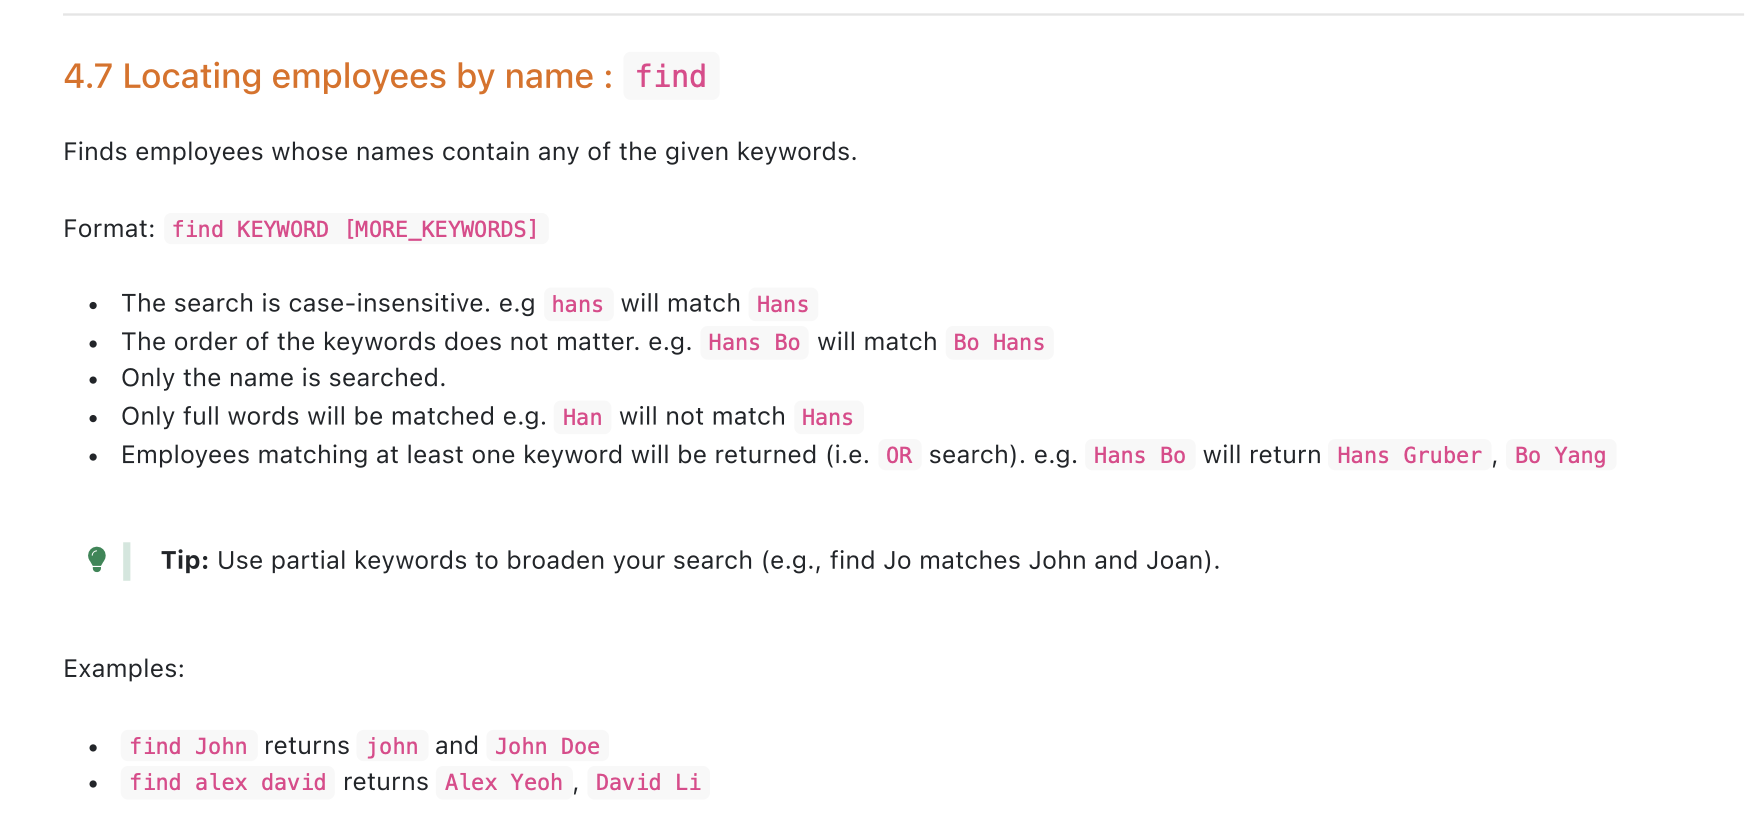 4.7 Locating employees by name : find
Finds employees whose names contain any of the given keywords.
Format: find KEYWORD [MORE_KEYWORDS]
• The search is case-insensitive. e.g hans will match Hans
• The order of the keywords does not matter. e.g. Hans Bo will match Bo Hans
• Only the name is searched.
• Only full words will be matched e.g. Han will not match Hans
• Employees matching at least one keyword will be returned (i.e. OR search). e.g. Hans Bo will return Hans Gruber , Bo Yang
Tip: Use partial keywords to broaden your search (e.g., find Jo matches John and Joan).
Examples:
• find John returns john and John Doe
• find alex david returns Alex Yeoh , David Li